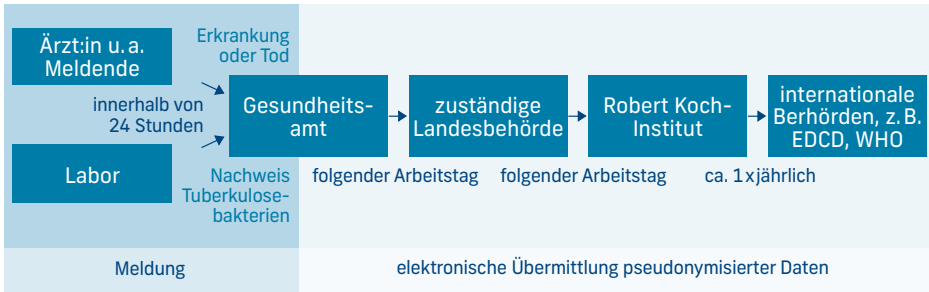 Ärzt:in u. a.
Meldende
Erkrankung
oder Tod
innerhalb von
24 Stunden
Labor
Nachweis
Tuberkulose-
bakterien
Gesundheits-
amt
zuständige
Landesbehörde
Robert Koch-
Institut
internationale
Berhörden, z. B.
EDCD, WHO
folgender Arbeitstag
folgender Arbeitstag
ca. 1 x jährlich
Meldung
elektronische Übermittlung pseudonymisierter Daten